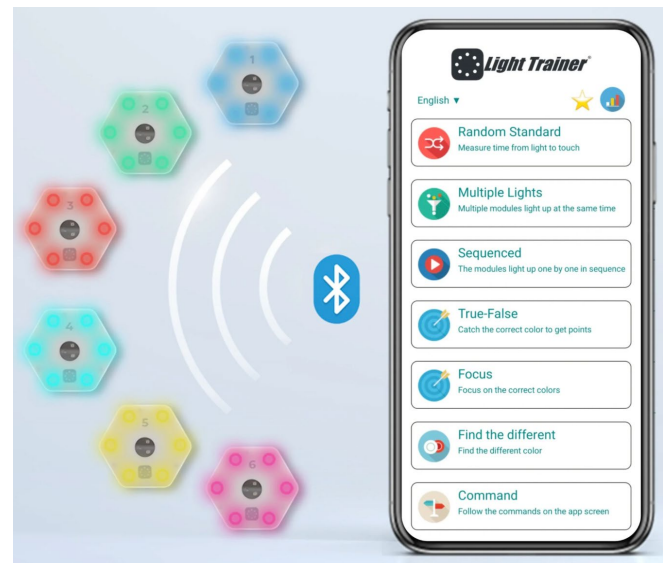 1
2
3
4
5
6
Light Trainer®
English ▼
Random Standard
Measure time from light to touch
Multiple Lights
Multiple modules light up at the same time
Sequenced
The modules light up one by one in sequence
True-False
Catch the correct color to get points
Focus
Focus on the correct colors
Find the different
Find the different color
Command
Follow the commands on the app screen